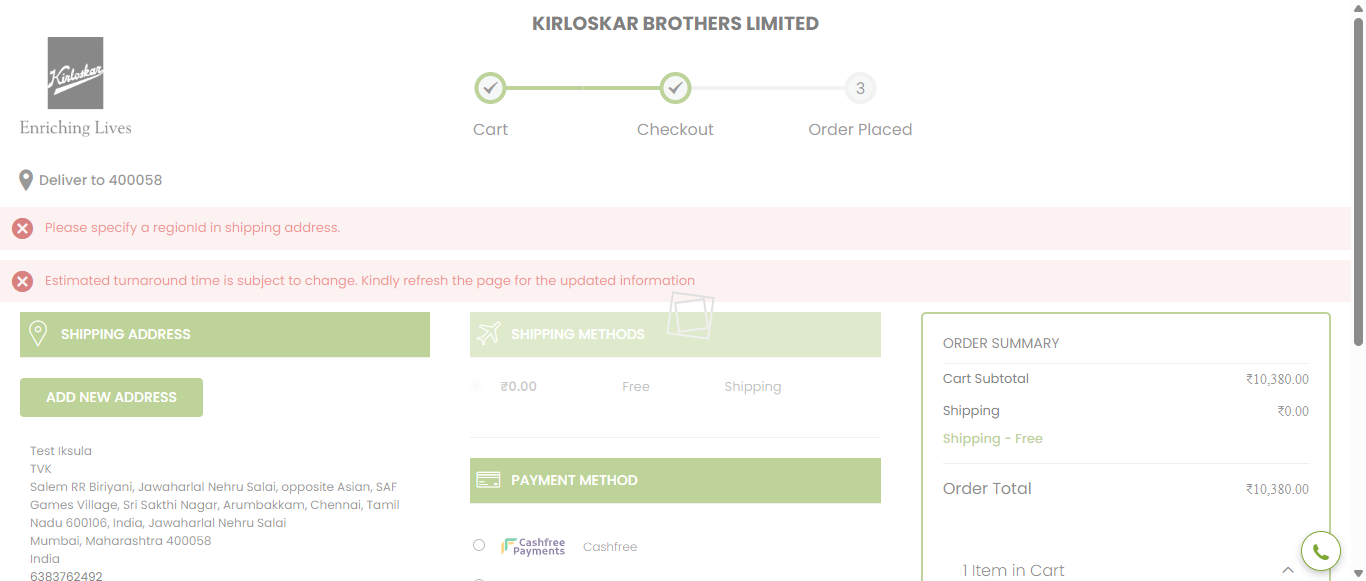 KIRLOSKAR BROTHERS LIMITED
Kirloskar
Enriching Lives
3
Cart
Checkout
Order Placed
Deliver to 400058
Please specify a regionId in shipping address.
Estimated turnaround time is subject to change. Kindly refresh the page for the updated information
SHIPPING ADDRESS
ADD NEW ADDRESS
Test Iksula
TVK
Salem RR Biriyani, Jawaharlal Nehru Salai, opposite Asian, SAF
Games Village, Sri Sakthi Nagar, Arumbakkam, Chennai, Tamil
Nadu 600106, India, Jawaharlal Nehru Salai
Mumbai, Maharashtra 400058
India
6383762492
SHIPPING METHODS
₹0.00 Free Shipping
PAYMENT METHOD
Cashfree
Payments
Cashfree
ORDER SUMMARY
Cart Subtotal ₹10,380.00
Shipping ₹0.00
Shipping - Free
Order Total ₹10,380.00
1 Item in Cart